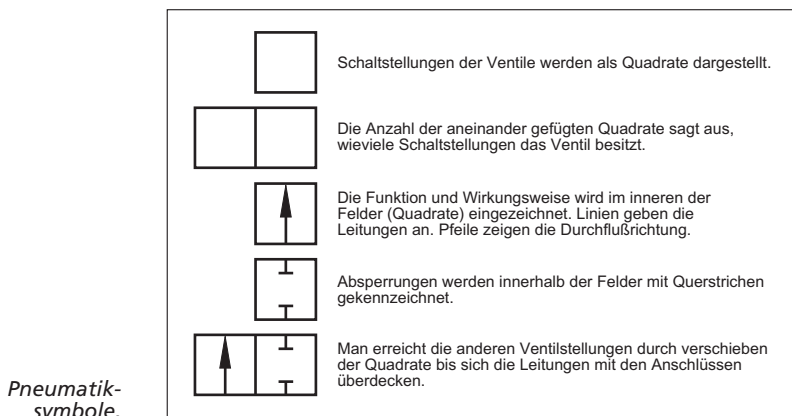 Schaltstellungen der Ventile werden als Quadrate dargestellt.
Die Anzahl der aneinander gefügten Quadrate sagt aus,
wieviele Schaltstellungen das Ventil besitzt.
Die Funktion und Wirkungsweise wird im inneren der
Felder (Quadrate) eingezeichnet. Linien geben die
Leitungen an. Pfeile zeigen die Durchflußrichtung.
Absperrungen werden innerhalb der Felder mit Querstrichen
gekennzeichnet.
Man erreicht die anderen Ventilstellungen durch verschieben
der Quadrate bis sich die Leitungen mit den Anschlüssen
überdecken.
Pneumatik-
symbole.